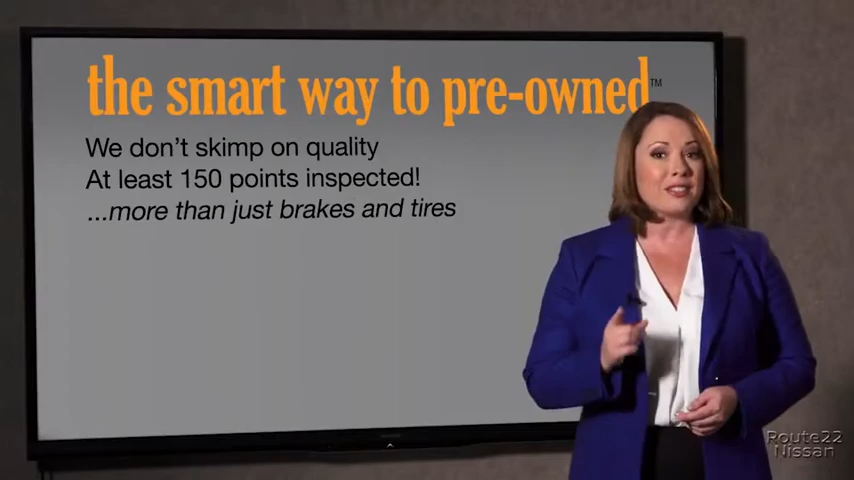 the smart way to pre-owned™
We don't skimp on quality
At least 150 points inspected!
...more than just brakes and tires
Route22
Nissan